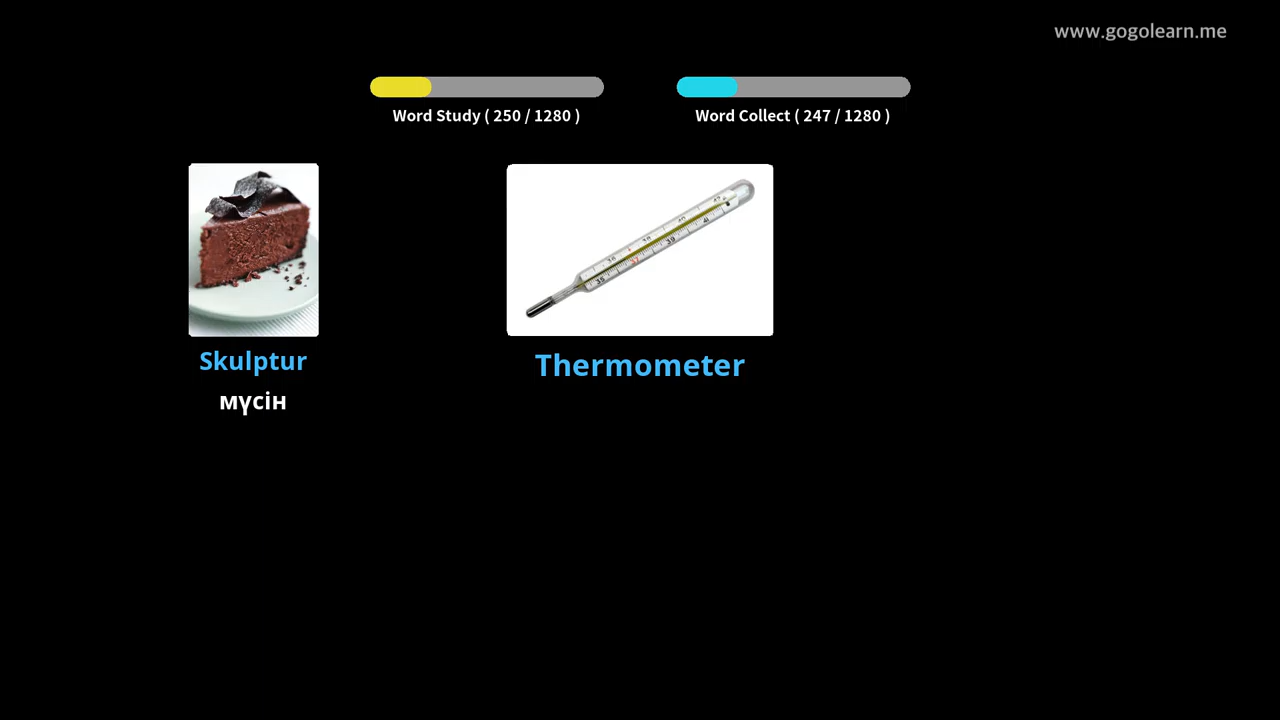 www.gogolearn.me
Word Study ( 250 / 1280 )
Word Collect ( 247 / 1280 )
Skulptur
мүсін
Thermometer